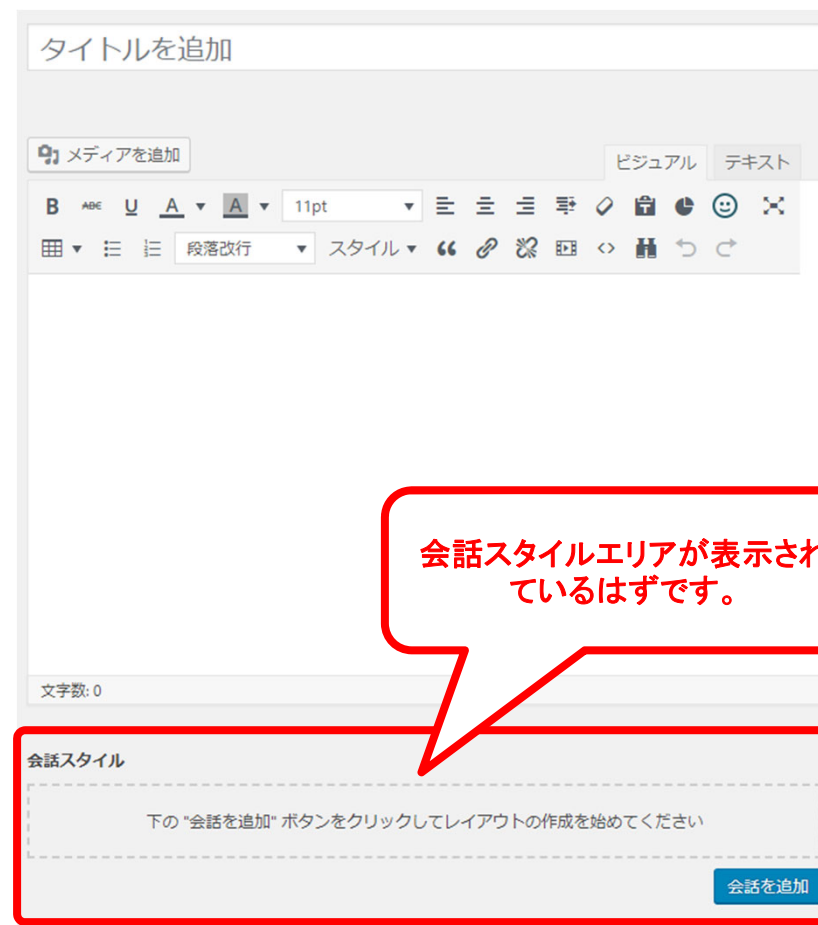 タイトルを追加
メディアを追加
ビジュアル テキスト
B ABE U A A 11pt
段落改行 スタイル
会話スタイルエリアが表示され
ているはずです。
文字数: 0
会話スタイル
下の "会話を追加" ボタンをクリックしてレイアウトの作成を始めてください
会話を追加